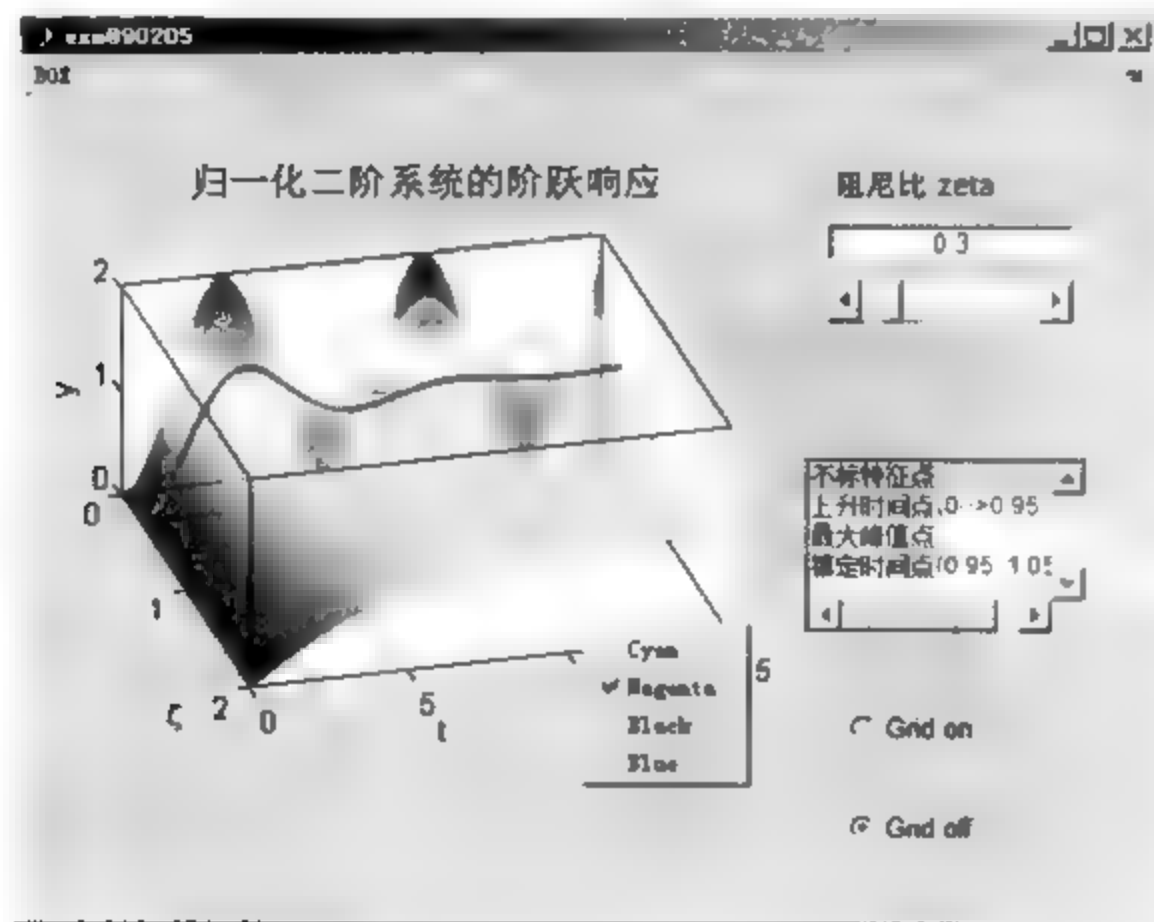 exm090205
归一化二阶系统的阶跃响应
阻尼比 zeta
0.3
2
y
1
0
0
1
2
ζ
0
5
t
5
不标特征点
上升时间点,0->0.95
最大峰值点
镇定时间点(0.95 1.05
Cyan
Magenta
Black
Blue
Grid on
Grid off